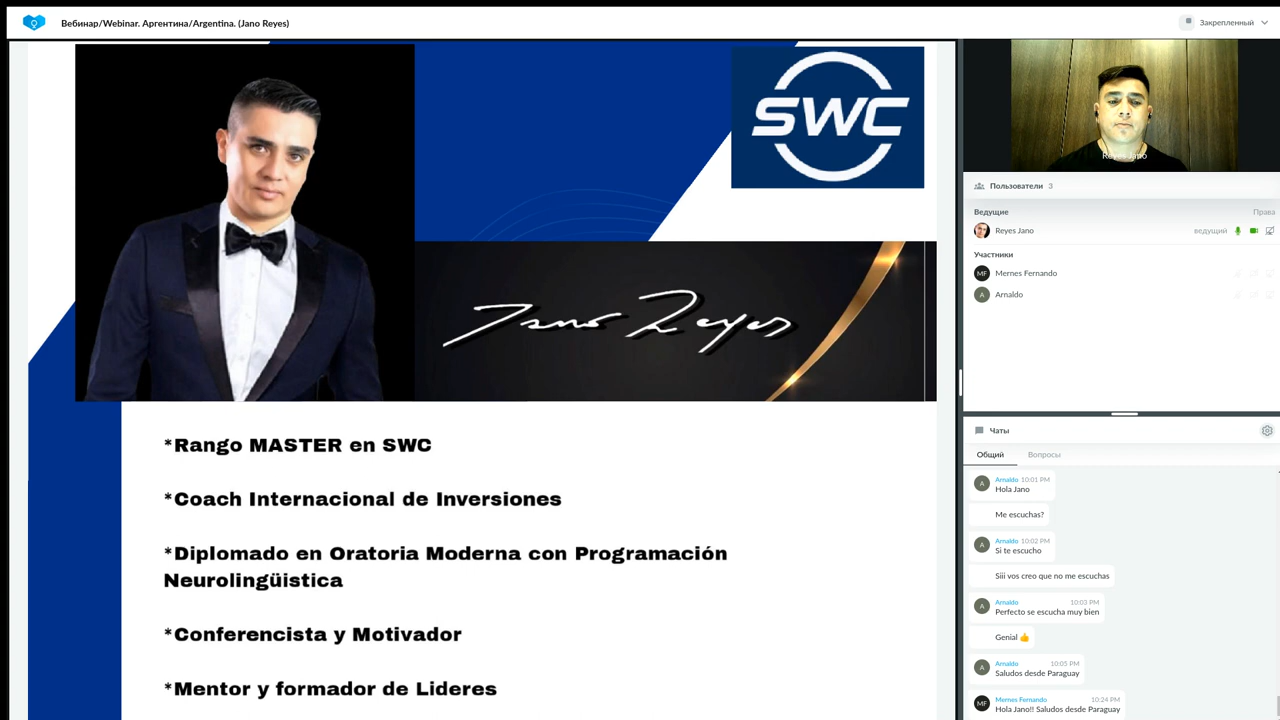 Вебинар/Webinar. Аргентина/Argentina. (Jano Reyes)
Закрепленный
SWC
Jano Reyes
*Rango MASTER en SWC
*Coach Internacional de Inversiones
*Diplomado en Oratoria Moderna con Programación
Neurolingüistica
*Conferencista y Motivador
*Mentor y formador de Lideres
Reyes Jano
Пользователи 3
Ведущие Права
Reyes Jano ведущий
Участники
MF Mernes Fernando
A Arnaldo
Чаты
Общий Вопросы
Arnaldo 10:01 PM
A Hola Jano
Me escuchas?
Arnaldo 10:02 PM
A Si te escucho
Siii vos creo que no me escuchas
Arnaldo 10:03 PM
A Perfecto se escucha muy bien
Genial 👍
Arnaldo 10:05 PM
A Saludos desde Paraguay
Mernes Fernando 10:24 PM
MF Hola Jano!! Saludos desde Paraguay